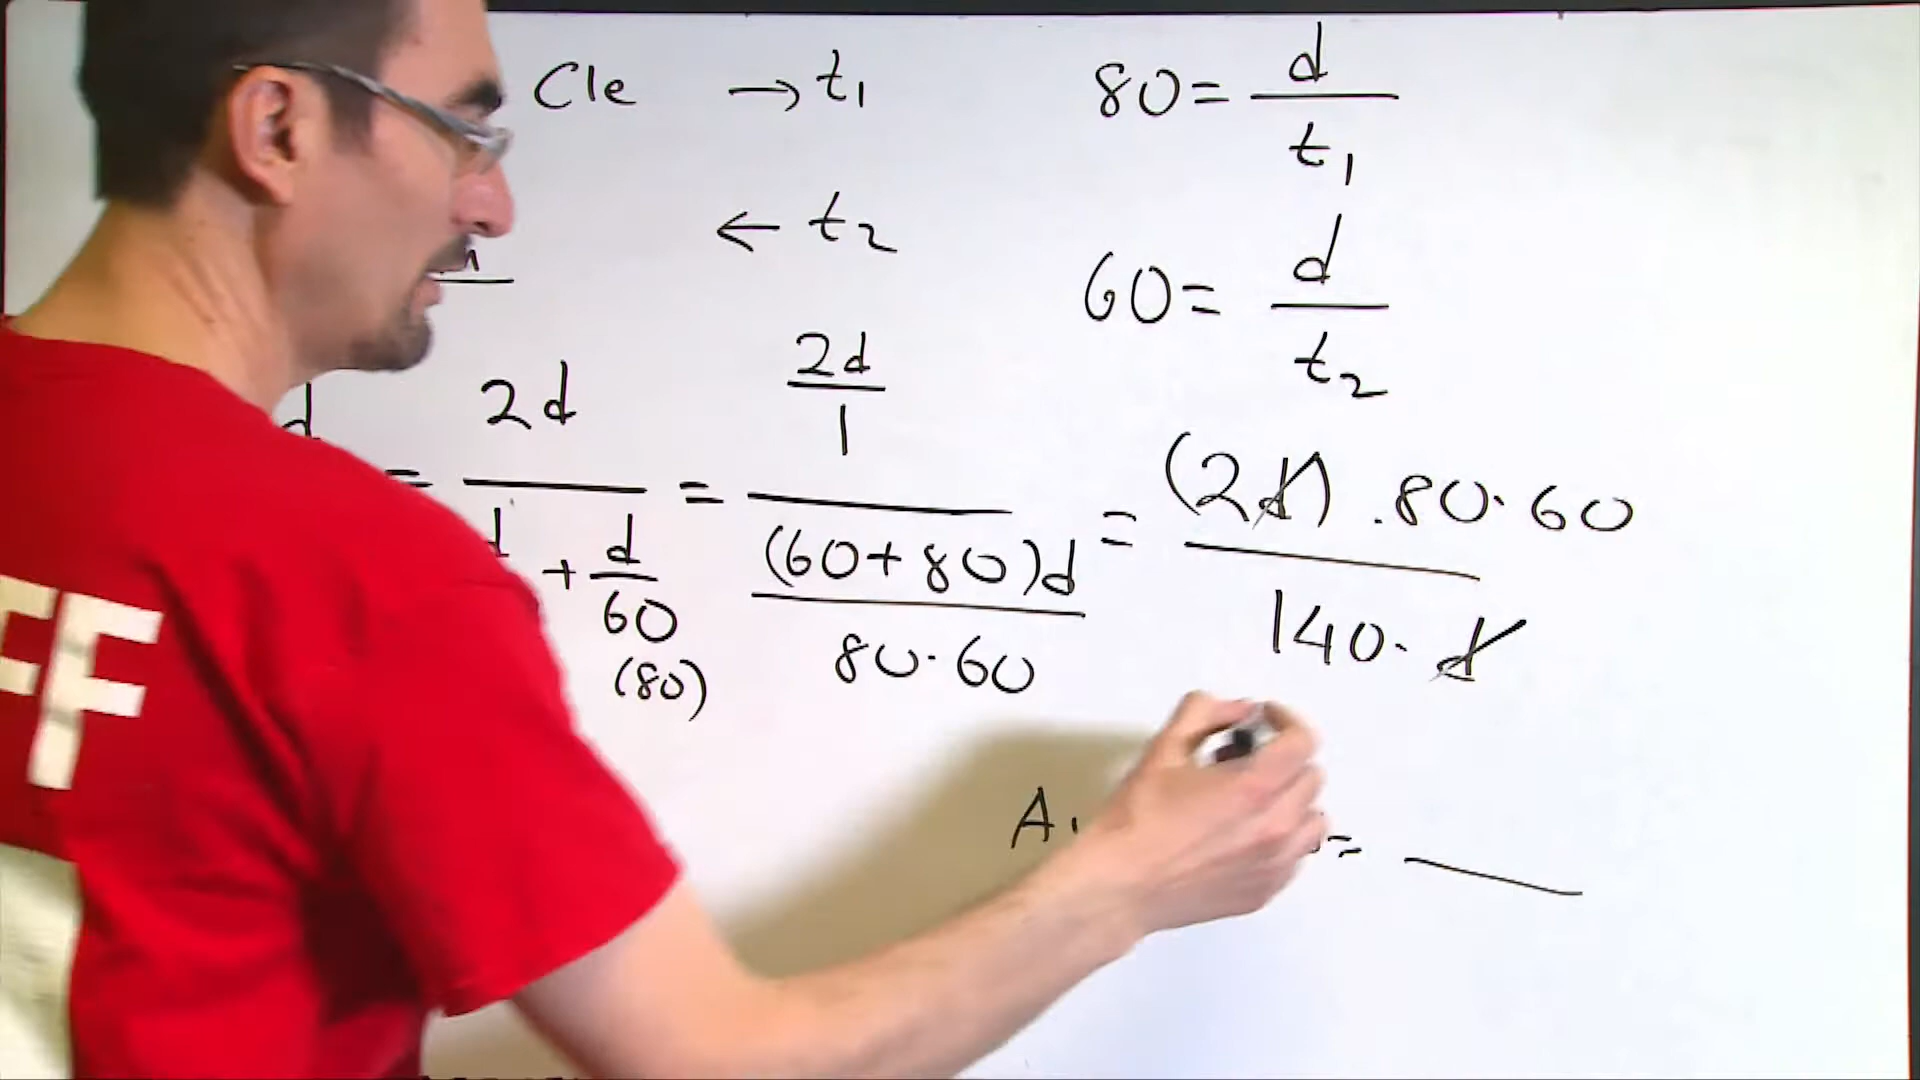 Cle → t1
80 = d/t1
← t2
60 = d/t2
= 2d / (d/ + d/60 (80)) = (2d/1) / ((60+80)d / 80·60) = (2d) · 80·60 / 140·d
=
FF